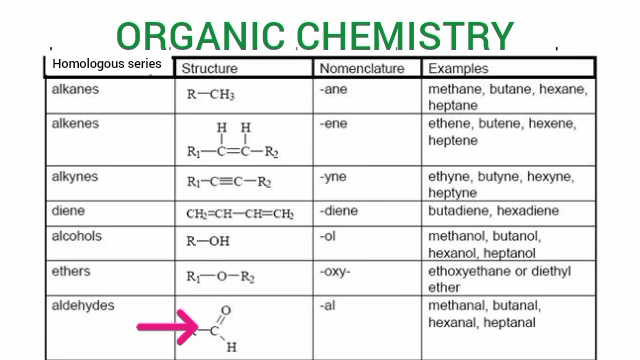 ORGANIC CHEMISTRY
Homologous series Structure Nomenclature Examples
alkanes R—CH₃ -ane methane, butane, hexane,
heptane
alkenes -ene ethene, butene, hexene,
heptene
H H
R₁—C=C—R₂
alkynes R₁—C≡C—R₂ -yne ethyne, butyne, hexyne,
heptyne
diene CH₂=CH—CH=CH₂ -diene butadiene, hexadiene
alcohols R—OH -ol methanol, butanol,
hexanol, heptanol
ethers R₁—O—R₂ -oxy- ethoxyethane or diethyl
ether
aldehydes -al methanal, butanal,
hexanal, heptanal
O
C
H